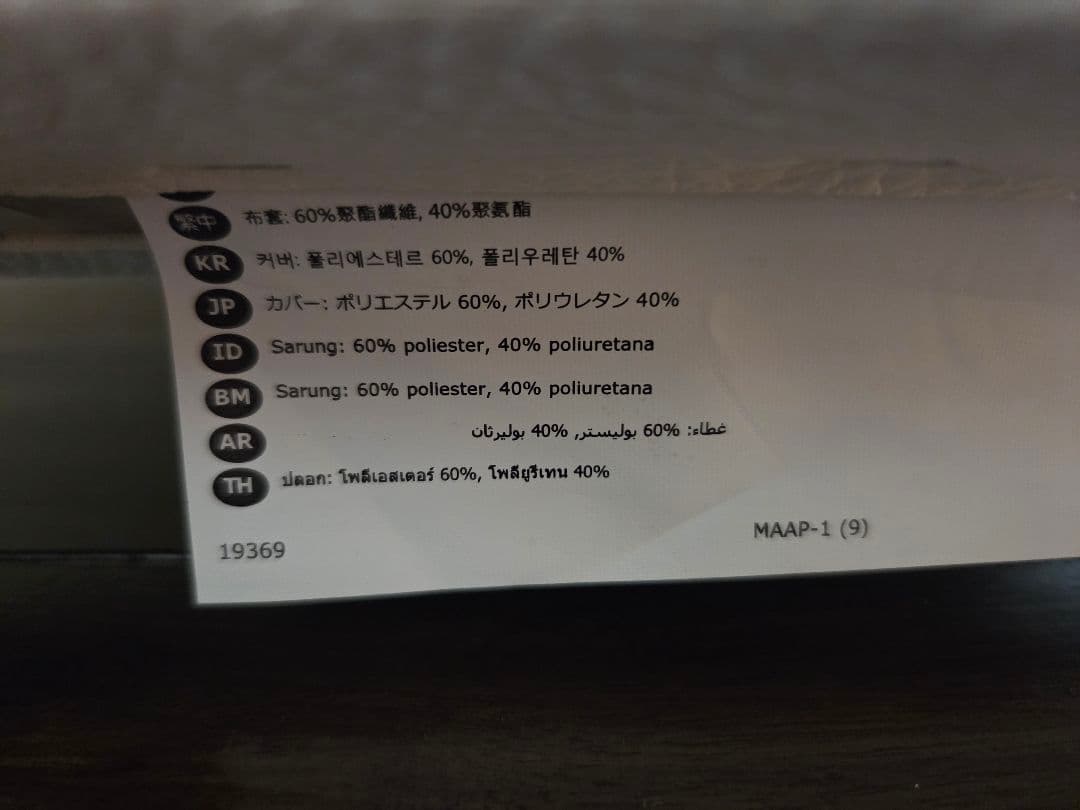 繁中 布套: 60%聚酯纖維, 40%聚氨酯
KR 커버: 폴리에스테르 60%, 폴리우레탄 40%
JP カバー: ポリエステル 60%, ポリウレタン 40%
ID Sarung: 60% poliester, 40% poliuretana
BM Sarung: 60% poliester, 40% poliuretana
AR غطاء: 60% بوليستر, 40% بوليرثان
TH ปลอก: โพลีเอสเตอร์ 60%, โพลียูรีเทน 40%
19369 MAAP-1 (9)